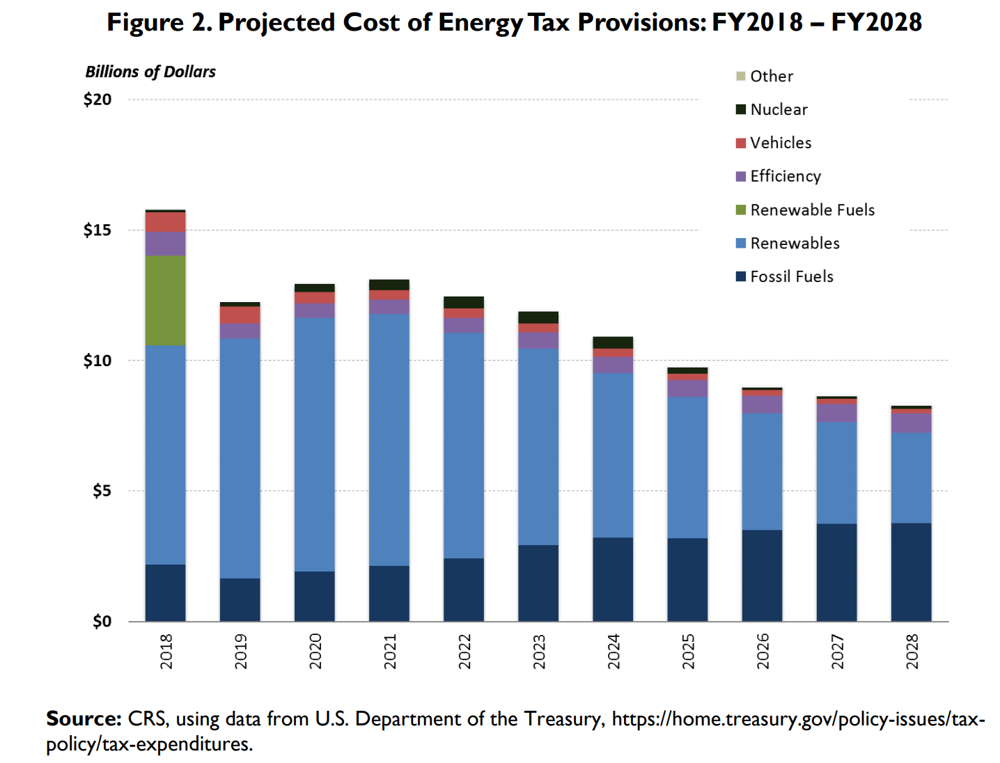 Figure 2. Projected Cost of Energy Tax Provisions: FY2018 – FY2028
Billions of Dollars
$20
$15
$10
$5
$0
Other
Nuclear
Vehicles
Efficiency
Renewable Fuels
Renewables
Fossil Fuels
2018
2019
2020
2021
2022
2023
2024
2025
2026
2027
2028
Source: CRS, using data from U.S. Department of the Treasury, https://home.treasury.gov/policy-issues/tax-
policy/tax-expenditures.